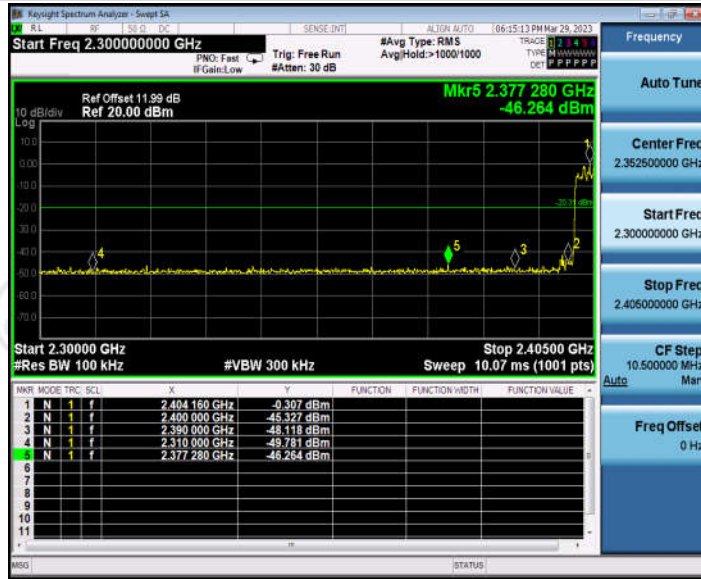 Keysight Spectrum Analyzer - Swept SA
RL RF 50 Ω DC SENSE:INT ALIGN AUTO 06:15:13 PM Mar 29, 2023
Start Freq 2.300000000 GHz
PNO: Fast
IFGain:Low
Trig: Free Run
#Atten: 30 dB
#Avg Type: RMS
Avg|Hold:>1000/1000
TRACE 1 2 3 4 5 6
TYPE M WWWWW
DET P P P P P P
Ref Offset 11.99 dB
10 dB/div Ref 20.00 dBm
Log
Mkr5 2.377 280 GHz
-46.264 dBm
10.0
0.00
-10.0
-20.0
-30.0
-40.0
-50.0
-60.0
-70.0
1
2
3
4
5
Start 2.30000 GHz Stop 2.40500 GHz
#Res BW 100 kHz #VBW 300 kHz Sweep 10.07 ms (1001 pts)
MKR MODE TRC SCL X Y FUNCTION FUNCTION WIDTH FUNCTION VALUE
1 N 1 f 2.404 160 GHz -0.307 dBm
2 N 1 f 2.400 000 GHz -45.327 dBm
3 N 1 f 2.390 000 GHz -48.118 dBm
4 N 1 f 2.310 000 GHz -49.781 dBm
5 N 1 f 2.377 280 GHz -46.264 dBm
6
7
8
9
10
11
MSG STATUS
Frequency
Auto Tune
Center Freq
2.352500000 GHz
Start Freq
2.300000000 GHz
Stop Freq
2.405000000 GHz
CF Step
10.500000 MHz
Auto Man
Freq Offset
0 Hz